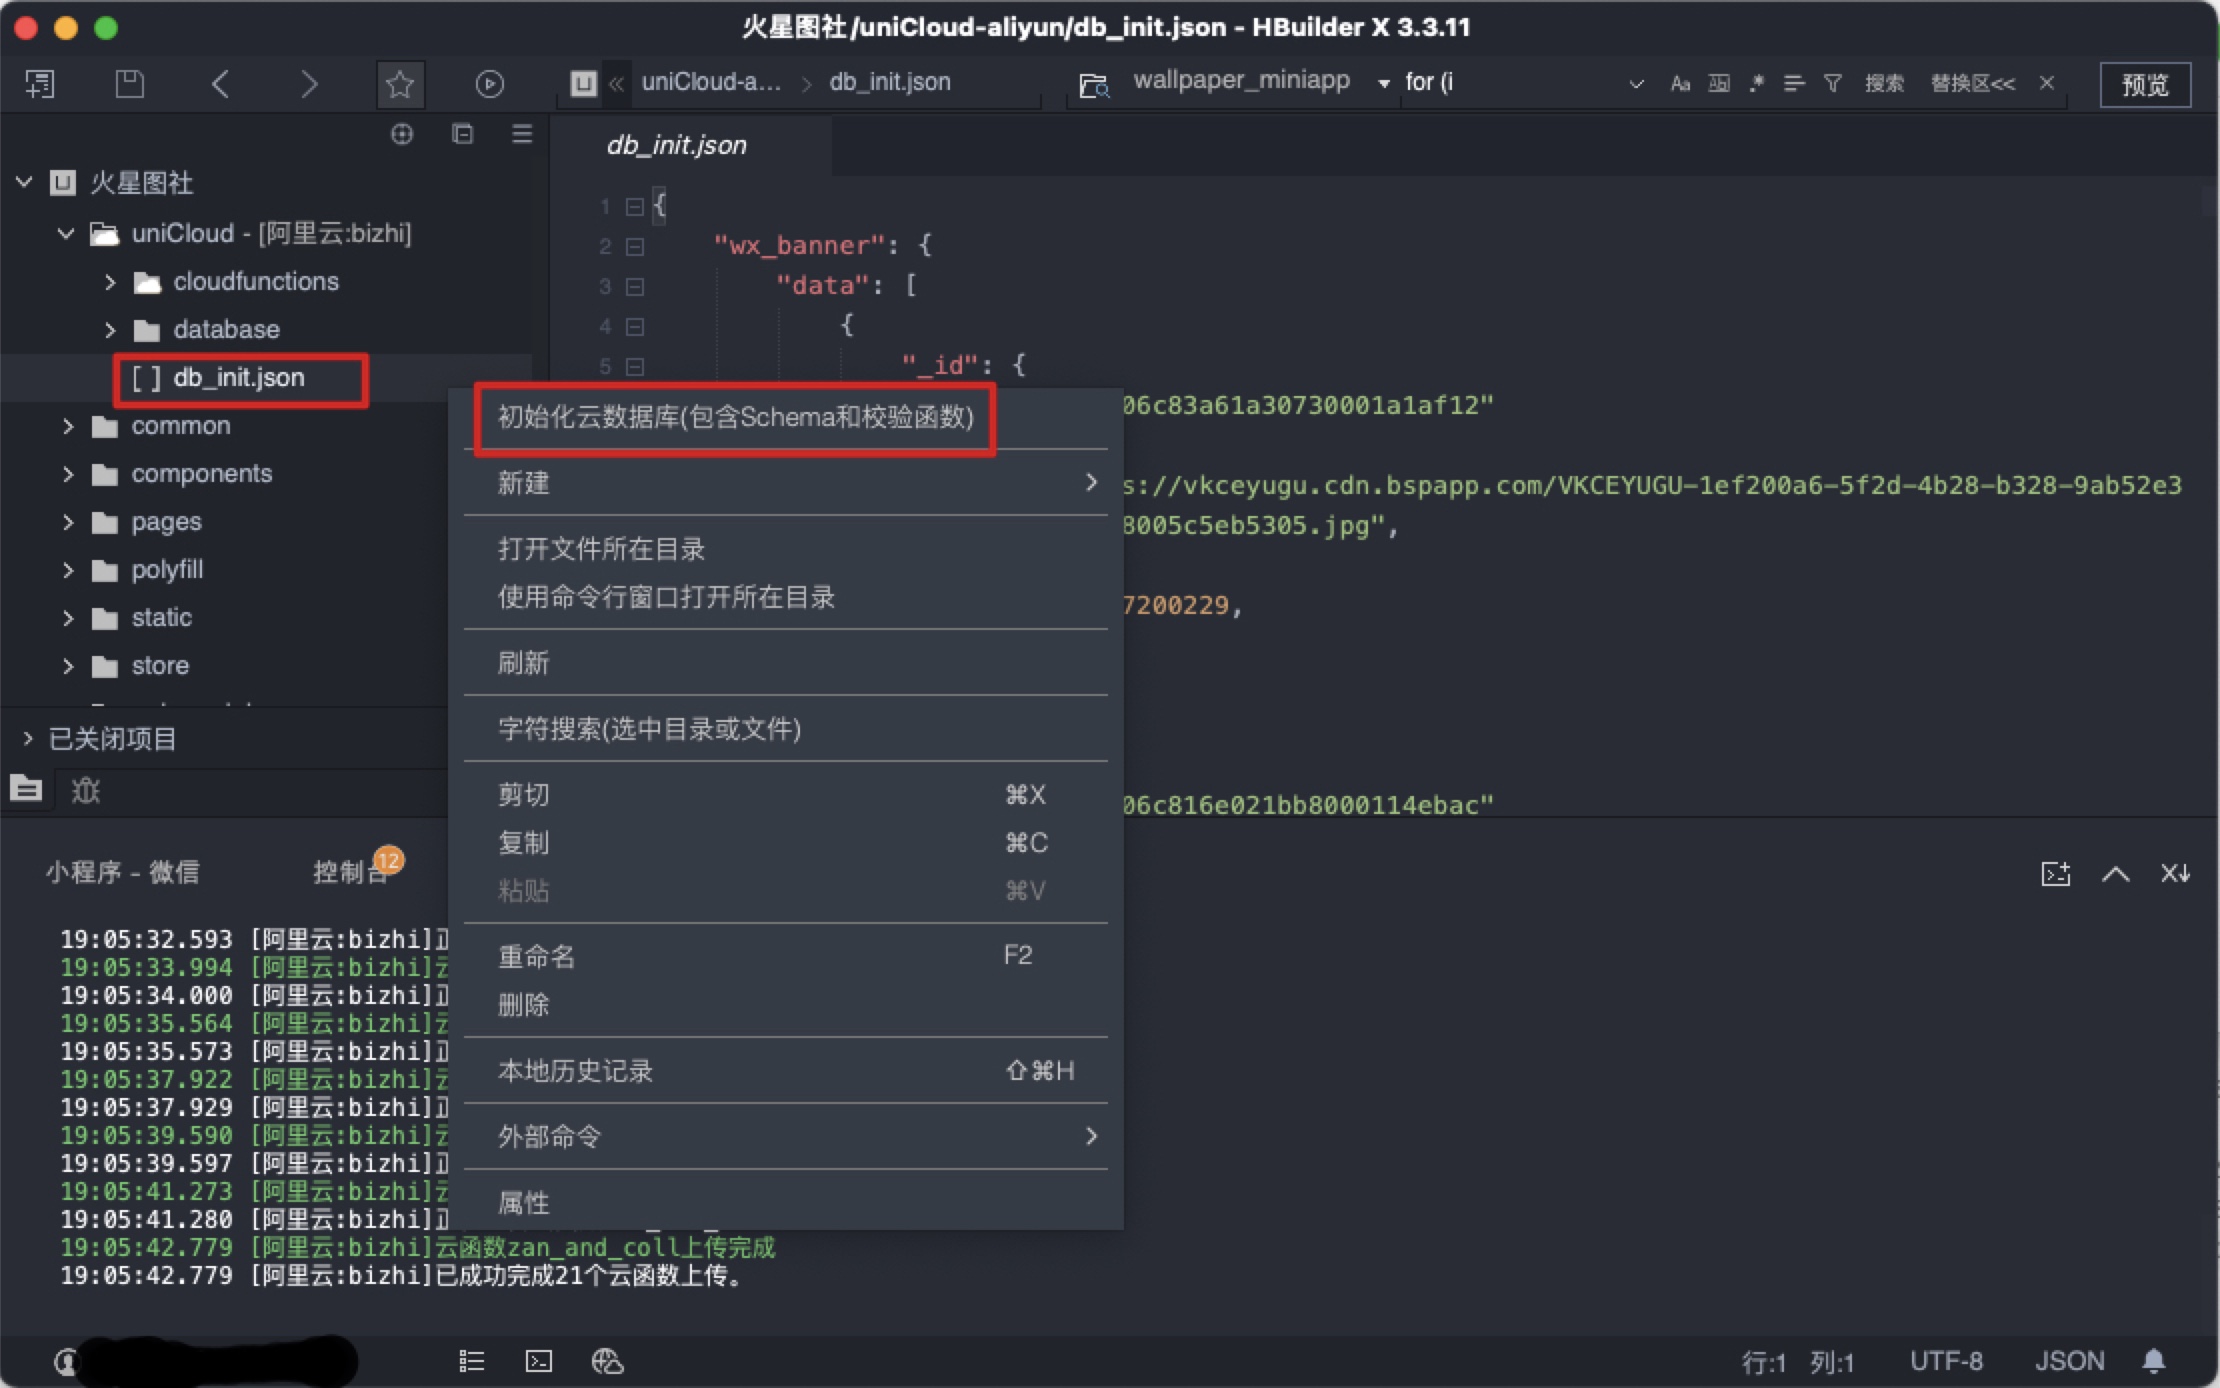 火星图社/uniCloud-aliyun/db_init.json - HBuilder X 3.3.11
uniCloud-a... > db_init.json
wallpaper_miniapp
for (i
Aa
搜索
替换区<<
预览
db_init.json
火星图社
uniCloud - [阿里云:bizhi]
cloudfunctions
database
[ ] db_init.json
common
components
pages
polyfill
static
store
已关闭项目
1 {
2 "wx_banner": {
3 "data": [
4 {
5 "_id": {
06c83a61a30730001a1af12"
s://vkceyugu.cdn.bspapp.com/VKCEYUGU-1ef200a6-5f2d-4b28-b328-9ab52e3
8005c5eb5305.jpg",
7200229,
06c816e021bb8000114ebac"
初始化云数据库(包含Schema和校验函数)
新建
打开文件所在目录
使用命令行窗口打开所在目录
刷新
字符搜索(选中目录或文件)
剪切 ⌘X
复制 ⌘C
粘贴 ⌘V
重命名 F2
删除
本地历史记录 ⇧⌘H
外部命令
属性
小程序 - 微信
控制台
12
19:05:32.593 [阿里云:bizhi]正
19:05:33.994 [阿里云:bizhi]云
19:05:34.000 [阿里云:bizhi]正
19:05:35.564 [阿里云:bizhi]云
19:05:35.573 [阿里云:bizhi]正
19:05:37.922 [阿里云:bizhi]云
19:05:37.929 [阿里云:bizhi]正
19:05:39.590 [阿里云:bizhi]云
19:05:39.597 [阿里云:bizhi]正
19:05:41.273 [阿里云:bizhi]云
19:05:41.280 [阿里云:bizhi]正
19:05:42.779 [阿里云:bizhi]云函数zan_and_coll上传完成
19:05:42.779 [阿里云:bizhi]已成功完成21个云函数上传。
行:1 列:1
UTF-8
JSON